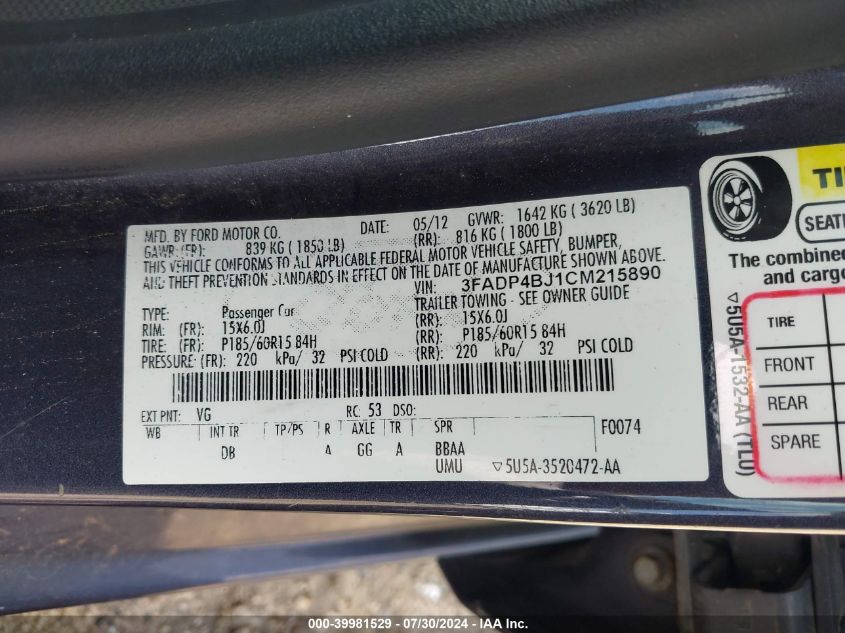 MFD. BY FORD MOTOR CO. DATE: 05/12 GVWR: 1642 KG ( 3620 LB)
GAWR: (FR): 839 KG ( 1850 LB) (RR): 816 KG ( 1800 LB)
THIS VEHICLE CONFORMS TO ALL APPLICABLE FEDERAL MOTOR VEHICLE SAFETY, BUMPER,
AND THEFT PREVENTION STANDARDS IN EFFECT ON THE DATE OF MANUFACTURE SHOWN ABOVE.
VIN: 3FADP4BJ1CM215890
TYPE: Passenger Car TRAILER TOWING - SEE OWNER GUIDE
RIM: (FR): 15X6.0J (RR): 15X6.0J
TIRE: (FR): P185/60R15 84H (RR): P185/60R15 84H
PRESSURE: (FR): 220 kPa/ 32 PSI COLD (RR): 220 kPa/ 32 PSI COLD
EXT PNT: VG RC: 53 DSO:
WB INT TR TP/PS R AXLE TR SPR F0074
DB A GG A BBAA
UMU ▽5U5A-3520472-AA
TI
SEATI
The combined
and cargo
TIRE
FRONT
REAR
SPARE
▽5U5A-1532-AA (TLU)
000-39981529 - 07/30/2024 - IAA Inc.